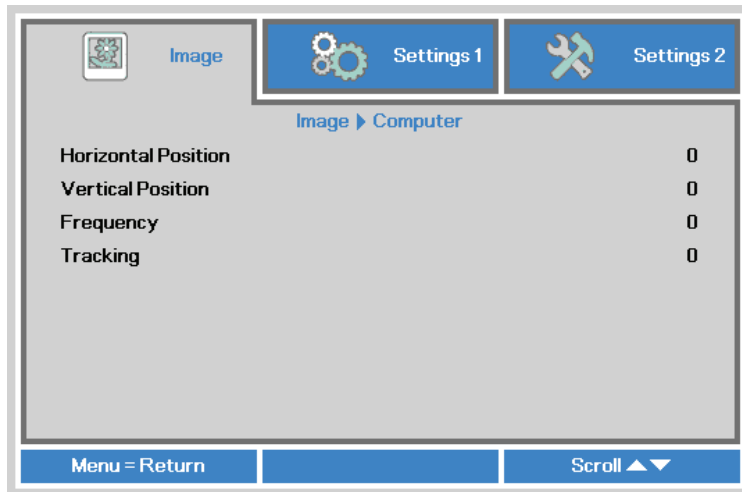 Image
Settings 1
Settings 2
Image ▶ Computer
Horizontal Position 0
Vertical Position 0
Frequency 0
Tracking 0
Menu = Return
Scroll ▲▼